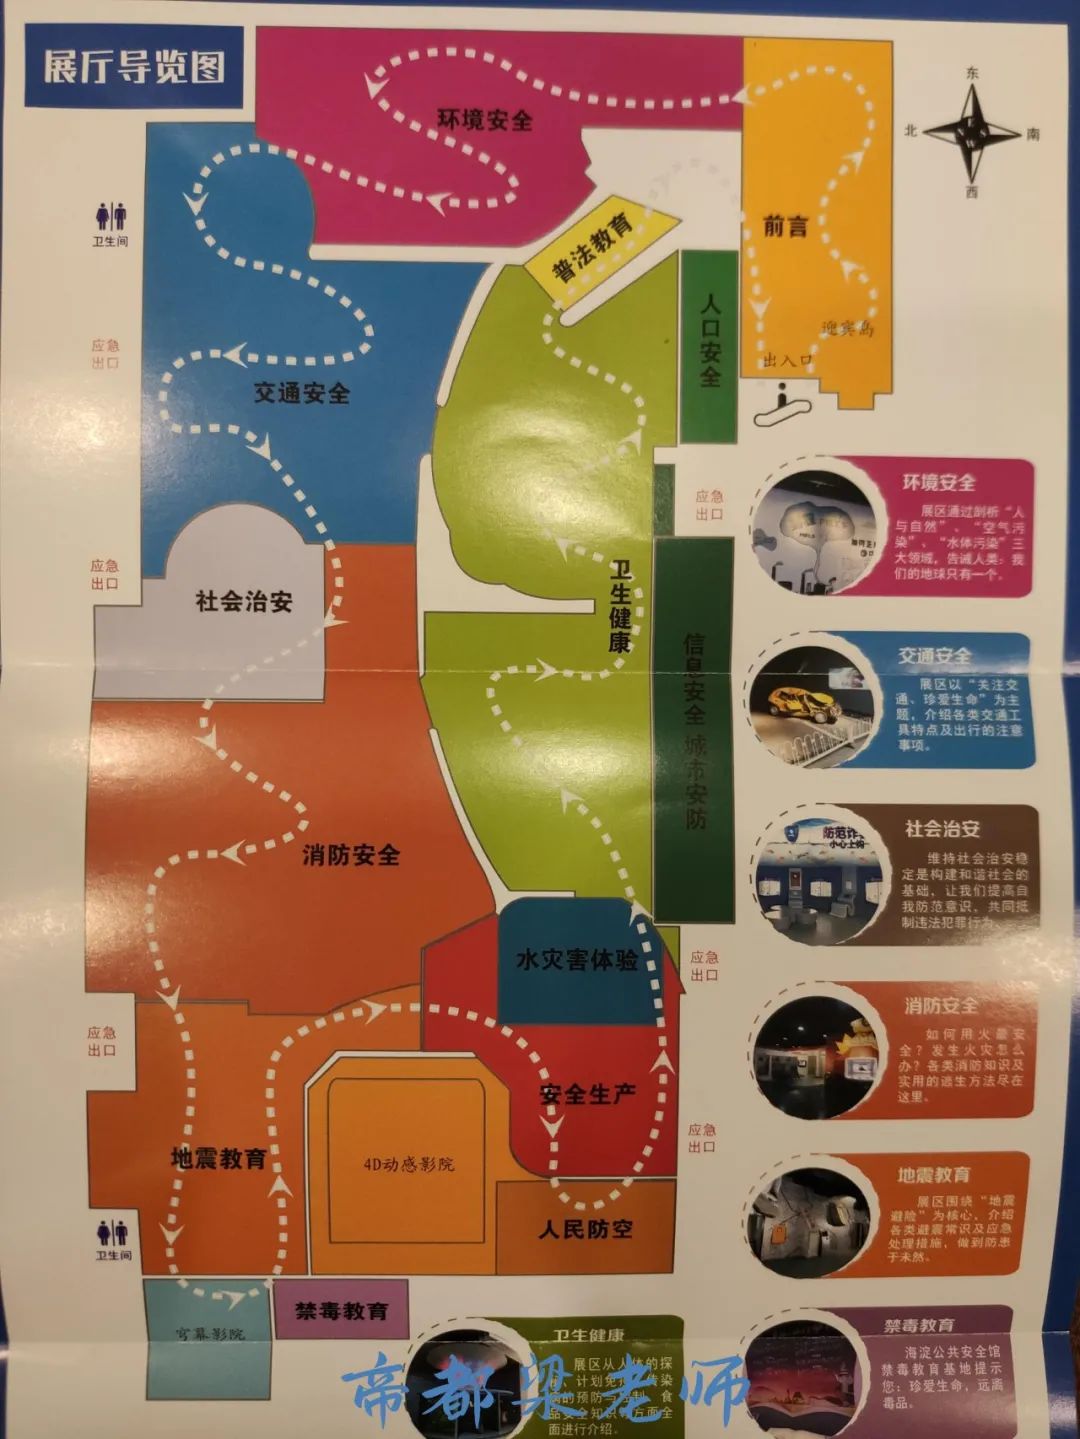 展厅导览图
东
北
南
西
环境安全
前言
普法教育
卫生间
人口安全
迎宾岛
出入口
应急
出口
交通安全
应急
出口
应急
出口
社会治安
卫生健康
信息安全 城市安防
消防安全
水灾害体验
应急
出口
应急
出口
安全生产
应急
出口
地震教育
4D动感影院
人民防空
卫生间
禁毒教育
穹幕影院
环境安全
展区通过剖析“人
与自然”、“空气污
染”、“水体污染”三
大领域，告诫人类：我
们的地球只有一个。
交通安全
展区以“关注交
通、珍爱生命”为主
题，介绍各类交通工
具特点及出行的注意
事项。
防范诈
小心上钩
社会治安
维持社会治安稳
定是构建和谐社会的
基础，让我们提高自
我防范意识，共同抵
制违法犯罪行为。
消防安全
如何用火最安
全？发生火灾怎么
办？各类消防知识及
实用的逃生方法尽在
这里。
地震教育
展区围绕“地震
避险”为核心，介绍
各类避震常识及应急
处理措施，做到防患
于未然。
卫生健康
展区从人体的探
计划免
传染
的预防与
食
品安全知识
方面全
面进行介绍。
禁毒教育
海淀公共安全馆
禁毒教育基地提示
您：珍爱生命，远离
毒品。
帝都梁老师